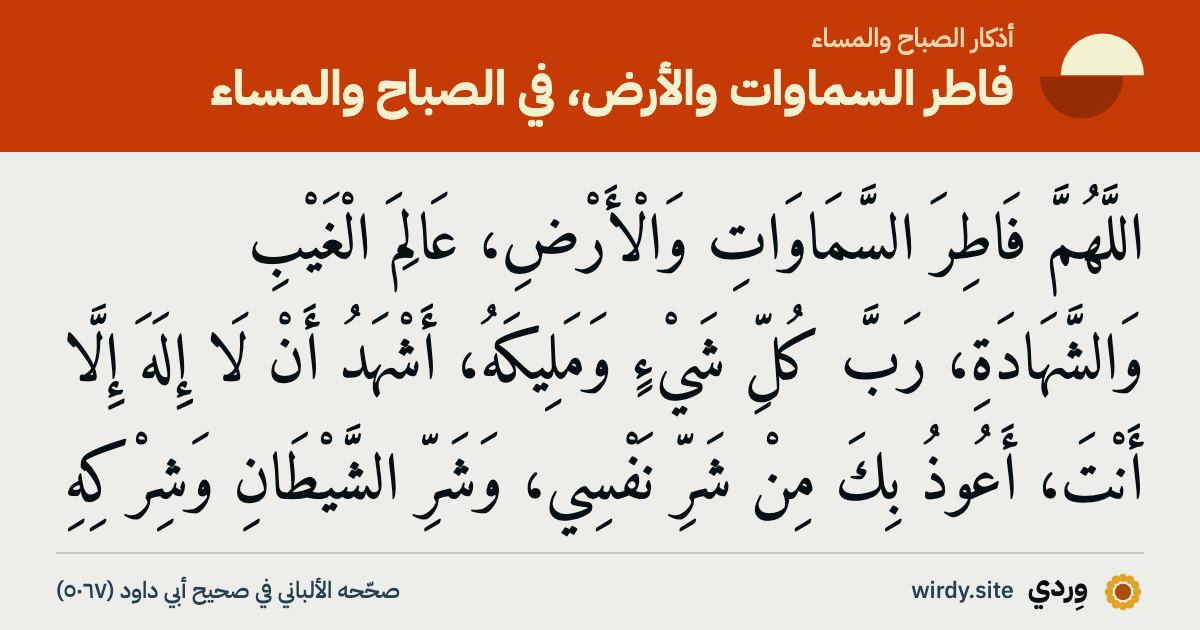 أذكار الصباح والمساء
فاطر السماوات والأرض، في الصباح والمساء
اللَّهُمَّ فَاطِرَ السَّمَاوَاتِ وَالْأَرْضِ، عَالِمَ الْغَيْبِ
وَالشَّهَادَةِ، رَبَّ كُلِّ شَيْءٍ وَمَلِيكَهُ، أَشْهَدُ أَنْ لَا إِلَهَ إِلَّا
أَنْتَ، أَعُوذُ بِكَ مِنْ شَرِّ نَفْسِي، وَشَرِّ الشَّيْطَانِ وَشِرْكِهِ
وِردي wirdy.site
صحّحه الألباني في صحيح أبي داود (٥٠٦٧)